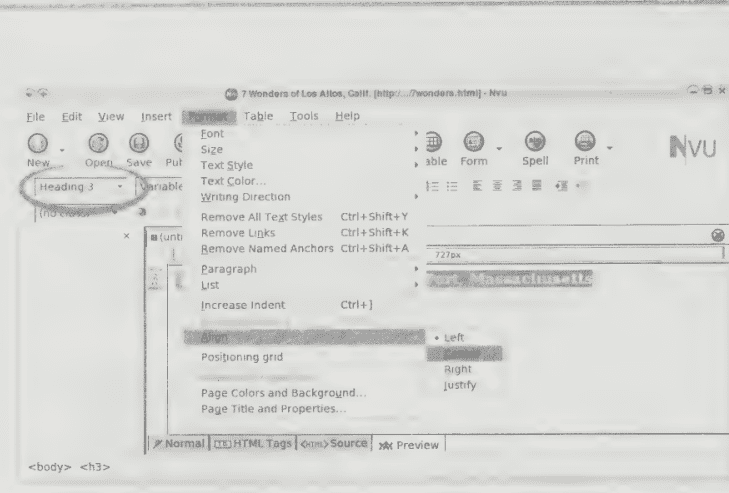 7 Wonders of Los Altos, Calif. [http:/.../7wonders.html] - Nvu
File Edit View Insert Format Table Tools Help
New Open Save able Form Spell Print
Nvu
Heading 3 Variable
Font
Size
Text Style
Text Color...
Writing Direction
Remove All Text Styles Ctrl+Shift+Y
Remove Links Ctrl+Shift+K
Remove Named Anchors Ctrl+Shift+A
727px
Paragraph
Massachusetts
List
Increase Indent Ctrl+]
Align
Left
Positioning grid
Right
Justify
Page Colors and Background...
Page Title and Properties...
Normal HTML Tags Source Preview
<body> <h3>